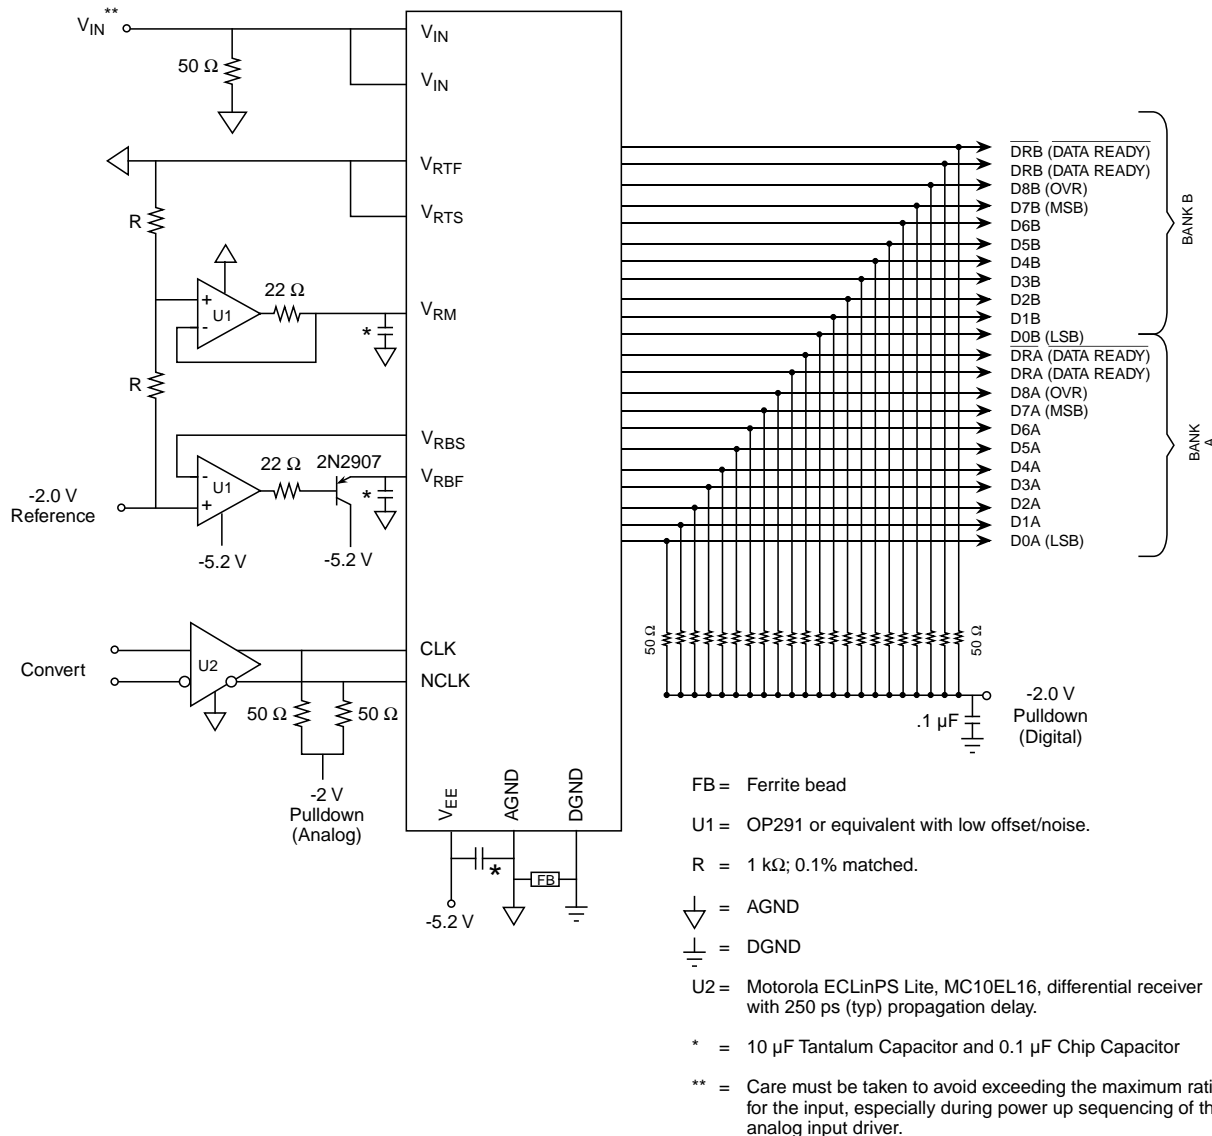 V_IN **
50 Ω
V_IN
V_IN
V_RTF
V_RTS
R
+
-
U1
22 Ω
V_RM
*
R
V_RBS
-
+
U1
22 Ω
2N2907
V_RBF
*
-2.0 V
Reference
-5.2 V
-5.2 V
Convert
U2
CLK
NCLK
50 Ω
50 Ω
-2 V
Pulldown
(Analog)
V_EE
AGND
DGND
*
FB
-5.2 V
DRB (DATA READY)
DRB (DATA READY)
D8B (OVR)
D7B (MSB)
D6B
D5B
D4B
D3B
D2B
D1B
D0B (LSB)
DRA (DATA READY)
DRA (DATA READY)
D8A (OVR)
D7A (MSB)
D6A
D5A
D4A
D3A
D2A
D1A
D0A (LSB)
BANK B
BANK
A
50 Ω
50 Ω
-2.0 V
Pulldown
(Digital)
.1 µF
FB = Ferrite bead
U1 = OP291 or equivalent with low offset/noise.
R = 1 kΩ; 0.1% matched.
= AGND
= DGND
U2 = Motorola ECLinPS Lite, MC10EL16, differential receiver
with 250 ps (typ) propagation delay.
* = 10 µF Tantalum Capacitor and 0.1 µF Chip Capacitor
** = Care must be taken to avoid exceeding the maximum rati
for the input, especially during power up sequencing of th
analog input driver.